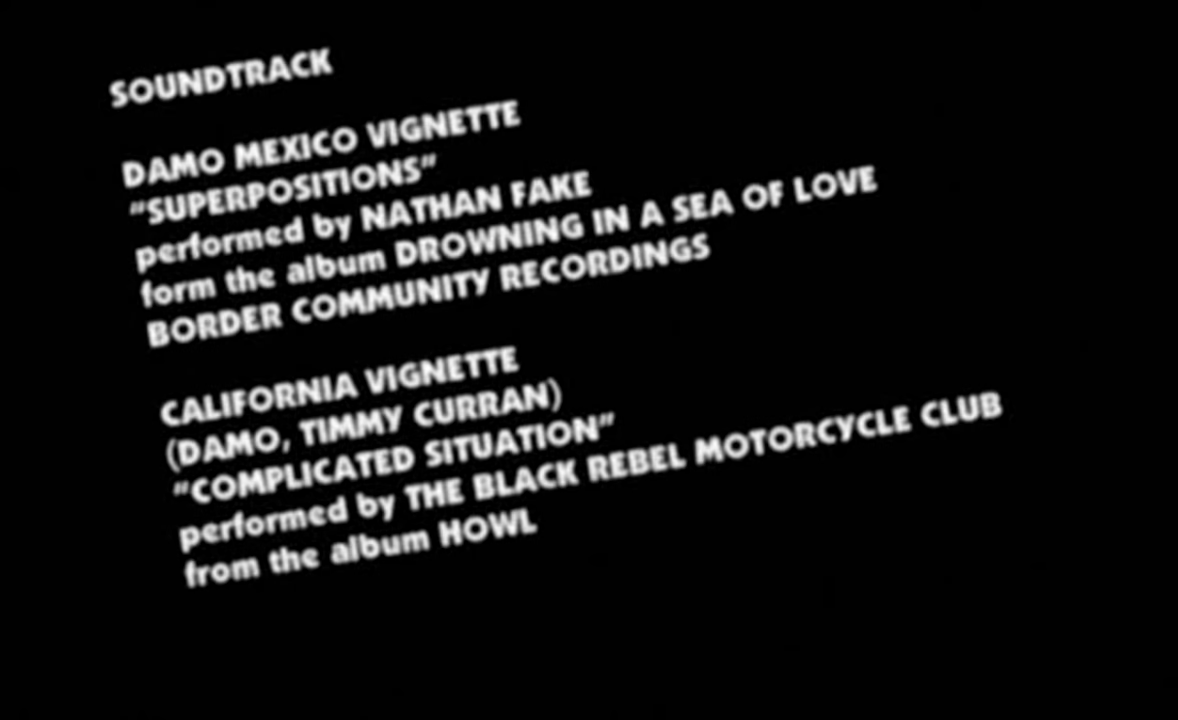 SOUNDTRACK
DAMO MEXICO VIGNETTE
"SUPERPOSITIONS"
performed by NATHAN FAKE
form the album DROWNING IN A SEA OF LOVE
BORDER COMMUNITY RECORDINGS
CALIFORNIA VIGNETTE
(DAMO, TIMMY CURRAN)
"COMPLICATED SITUATION"
performed by THE BLACK REBEL MOTORCYCLE CLUB
from the album HOWL